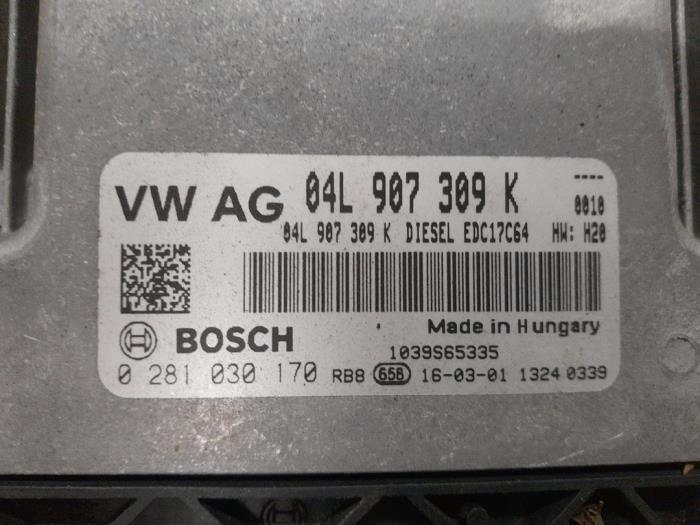 VW AG 04L 907 309 K ----
0010
04L 907 309 K DIESEL EDC17C64 HW: H20
Made in Hungary
BOSCH
1039S65335
0 281 030 170 RB8 658 16-03-01 1324 0339